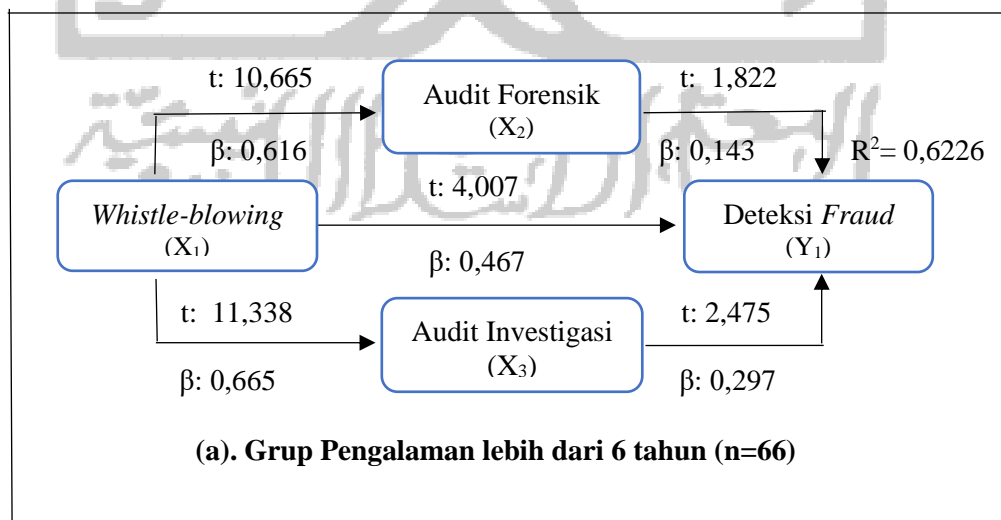 t: 10,665
Audit Forensik
(X2)
t: 1,822
β: 0,616
β: 0,143
R2= 0,6226
t: 4,007
Whistle-blowing
(X1)
Deteksi Fraud
(Y1)
β: 0,467
t: 11,338
Audit Investigasi
(X3)
t: 2,475
β: 0,665
β: 0,297
(a). Grup Pengalaman lebih dari 6 tahun (n=66)